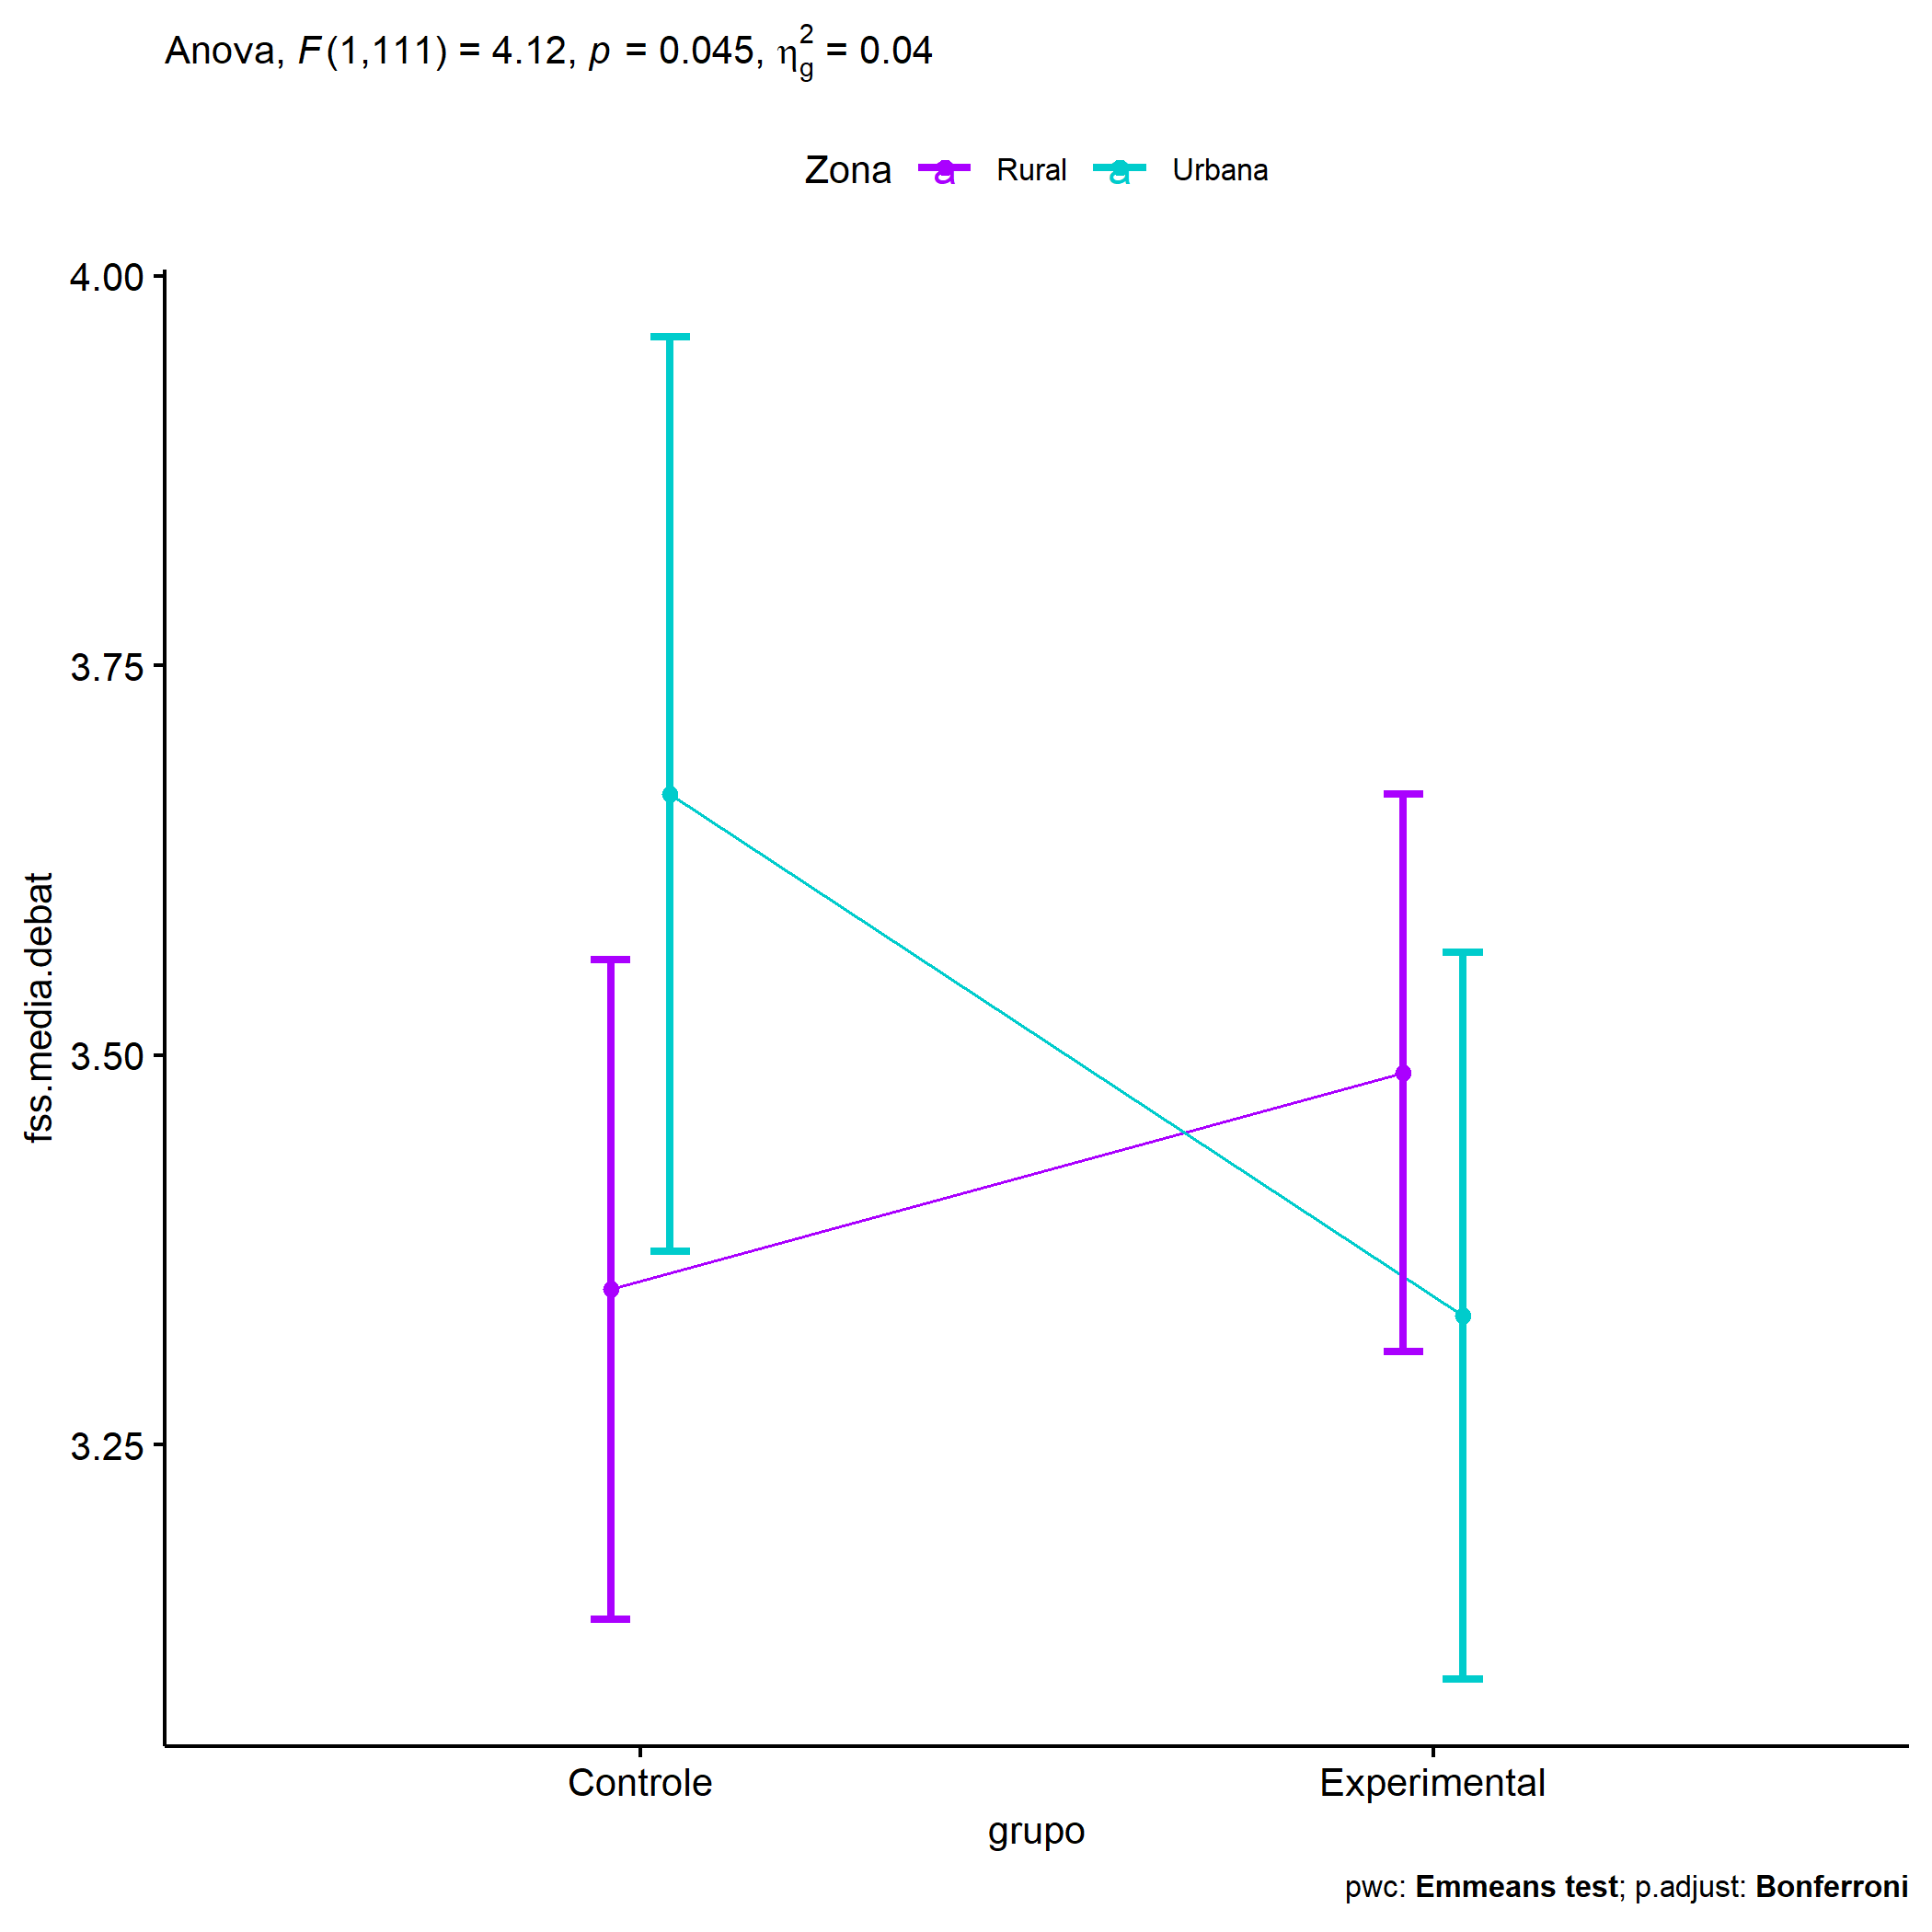 Anova, F(1,111) = 4.12, p = 0.045, η²g = 0.04
Zona a Rural a Urbana
4.00
3.75
3.50
3.25
fss.media.debat
Controle Experimental
grupo
pwc: Emmeans test; p.adjust: Bonferroni